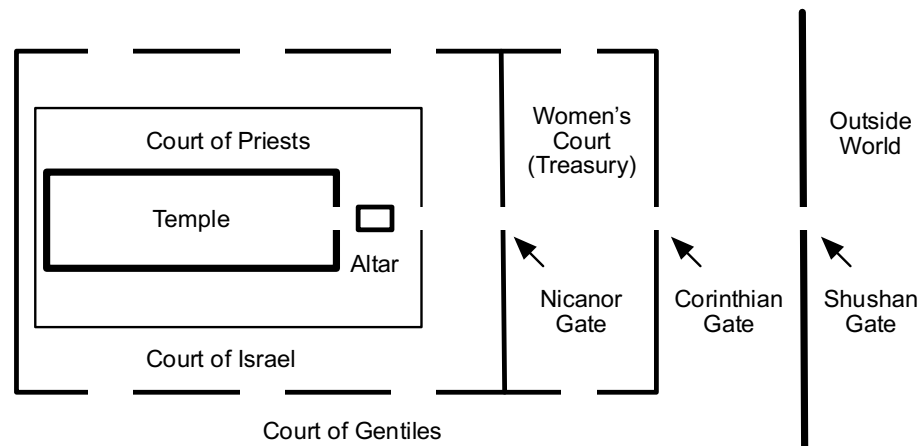 Women's
Court
(Treasury)
Outside
World
Court of Priests
Temple
Altar
Nicanor
Gate
Corinthian
Gate
Shushan
Gate
Court of Israel
Court of Gentiles